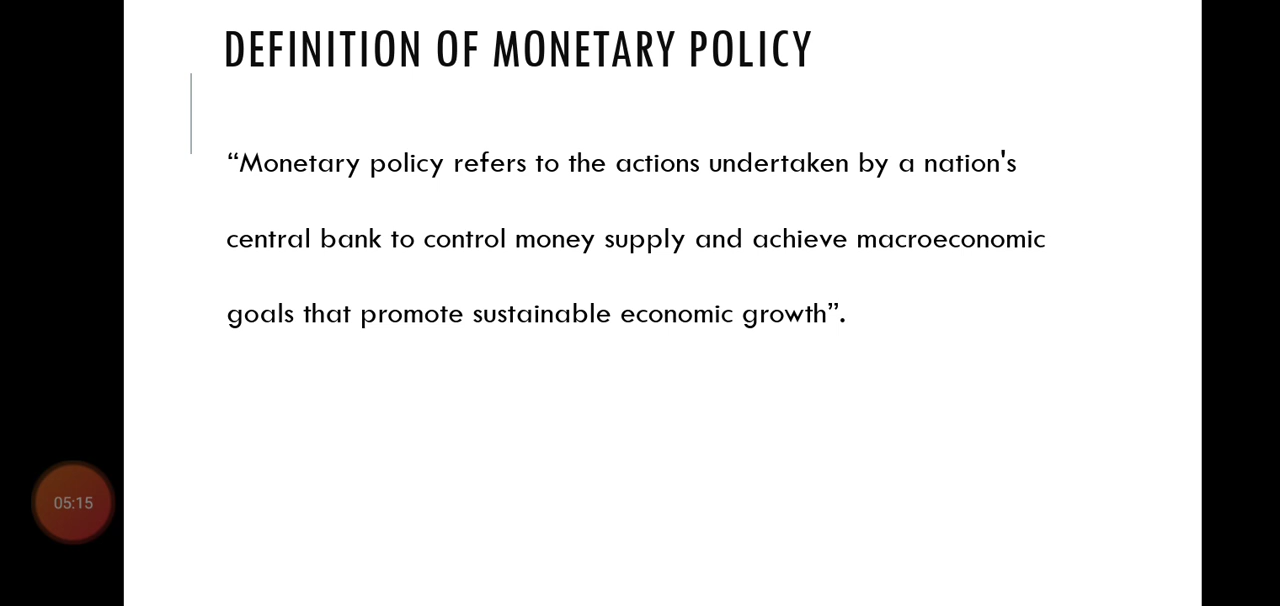 DEFINITION OF MONETARY POLICY
“Monetary policy refers to the actions undertaken by a nation's
central bank to control money supply and achieve macroeconomic
goals that promote sustainable economic growth”.
05:15